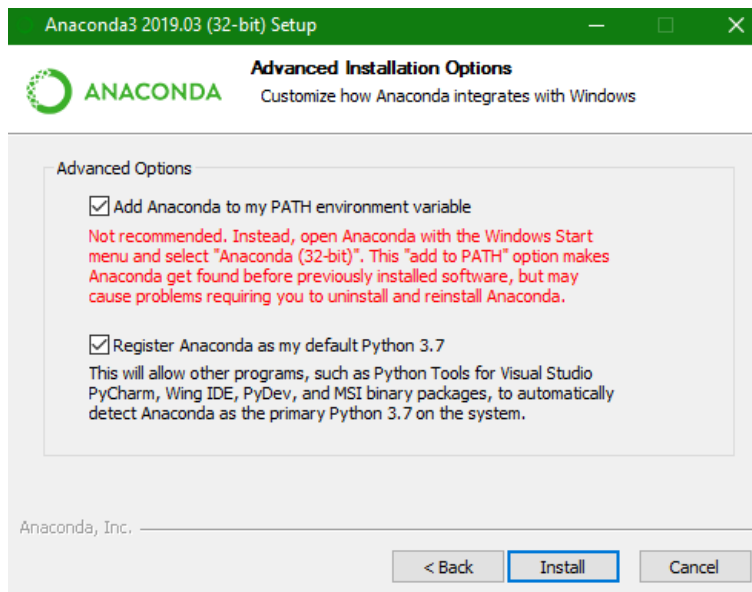 Anaconda3 2019.03 (32-bit) Setup
ANACONDA
Advanced Installation Options
Customize how Anaconda integrates with Windows
Advanced Options
Add Anaconda to my PATH environment variable
Not recommended. Instead, open Anaconda with the Windows Start
menu and select "Anaconda (32-bit)". This "add to PATH" option makes
Anaconda get found before previously installed software, but may
cause problems requiring you to uninstall and reinstall Anaconda.
Register Anaconda as my default Python 3.7
This will allow other programs, such as Python Tools for Visual Studio
PyCharm, Wing IDE, PyDev, and MSI binary packages, to automatically
detect Anaconda as the primary Python 3.7 on the system.
Anaconda, Inc.
< Back Install Cancel